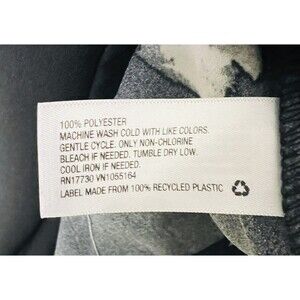 100% POLYESTER
MACHINE WASH COLD WITH LIKE COLORS.
GENTLE CYCLE. ONLY NON-CHLORINE
BLEACH IF NEEDED. TUMBLE DRY LOW.
COOL IRON IF NEEDED.
RN17730 VN1055164
LABEL MADE FROM 100% RECYCLED PLASTIC